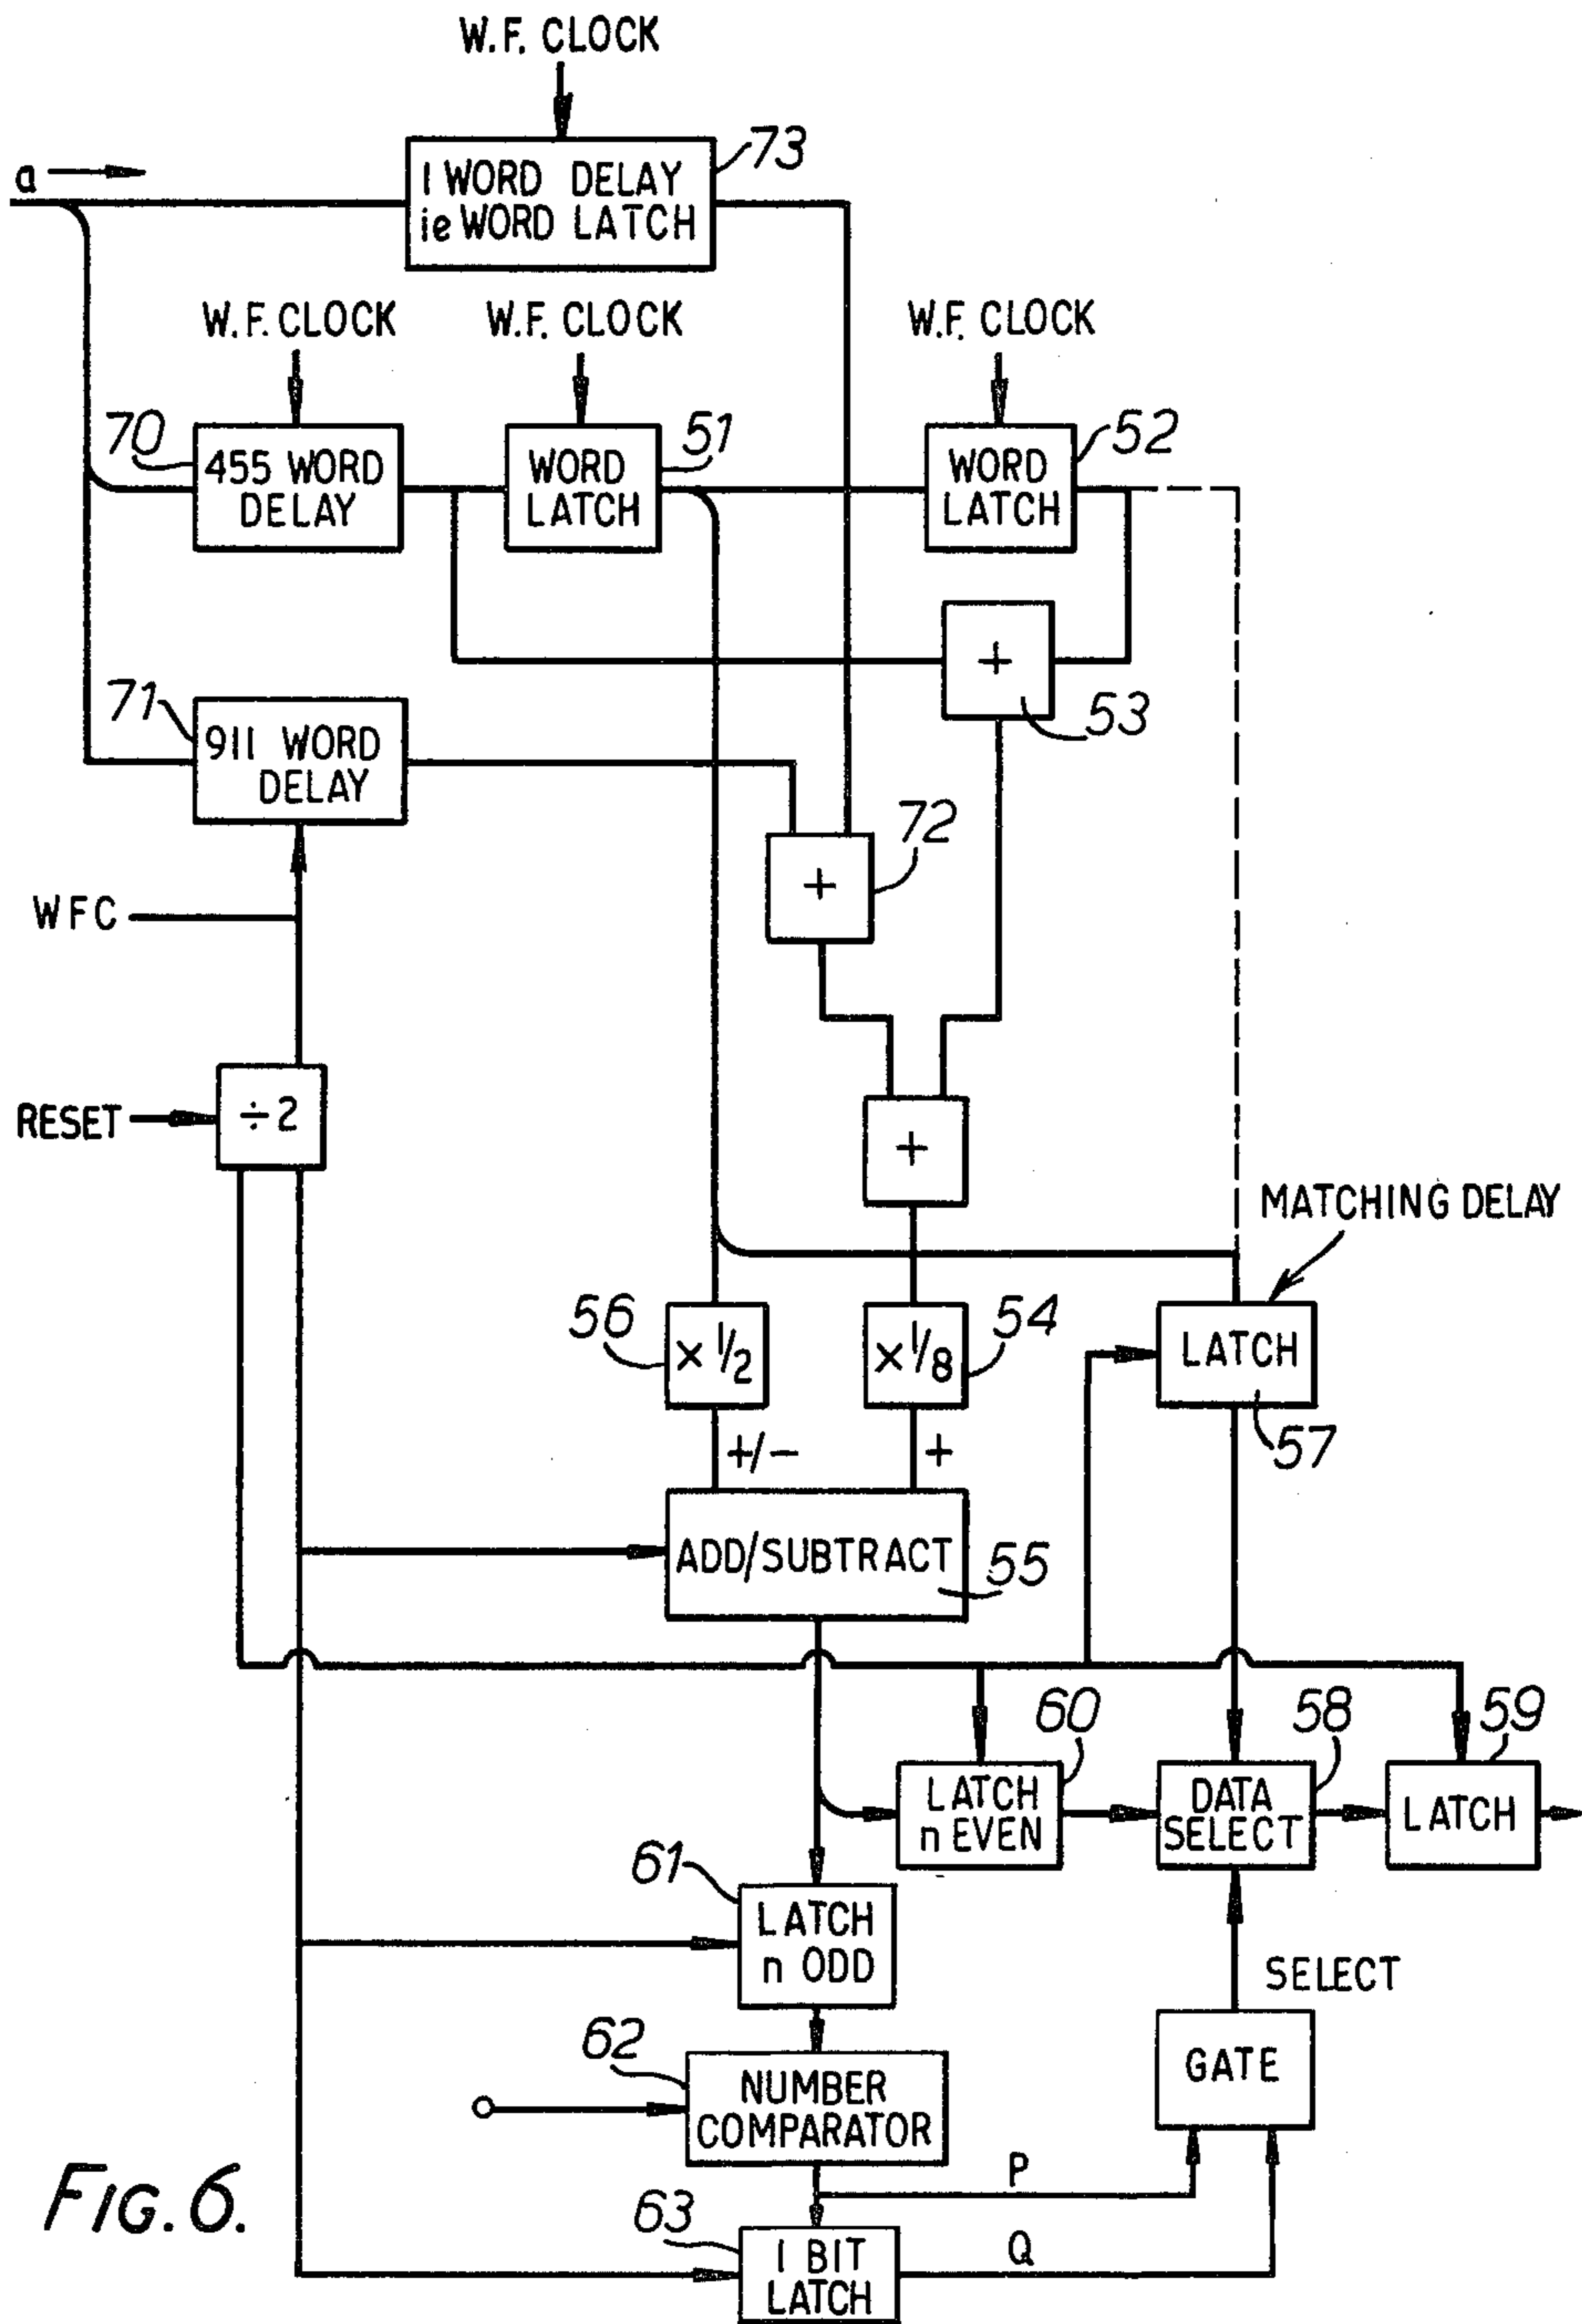 W.F. CLOCK
73
a
1 WORD DELAY
ie WORD LATCH
W.F. CLOCK
W.F. CLOCK
W.F. CLOCK
70
51
52
455 WORD
DELAY
WORD
LATCH
WORD
LATCH
+
53
71
911 WORD
DELAY
72
+
WFC
RESET
÷2
+
MATCHING DELAY
56
× 1/2
54
× 1/8
LATCH
57
+/-
+
ADD/SUBTRACT
55
60
58
59
LATCH
n EVEN
DATA
SELECT
LATCH
61
LATCH
n ODD
SELECT
62
GATE
NUMBER
COMPARATOR
P
FIG. 6.
63
Q
1 BIT
LATCH